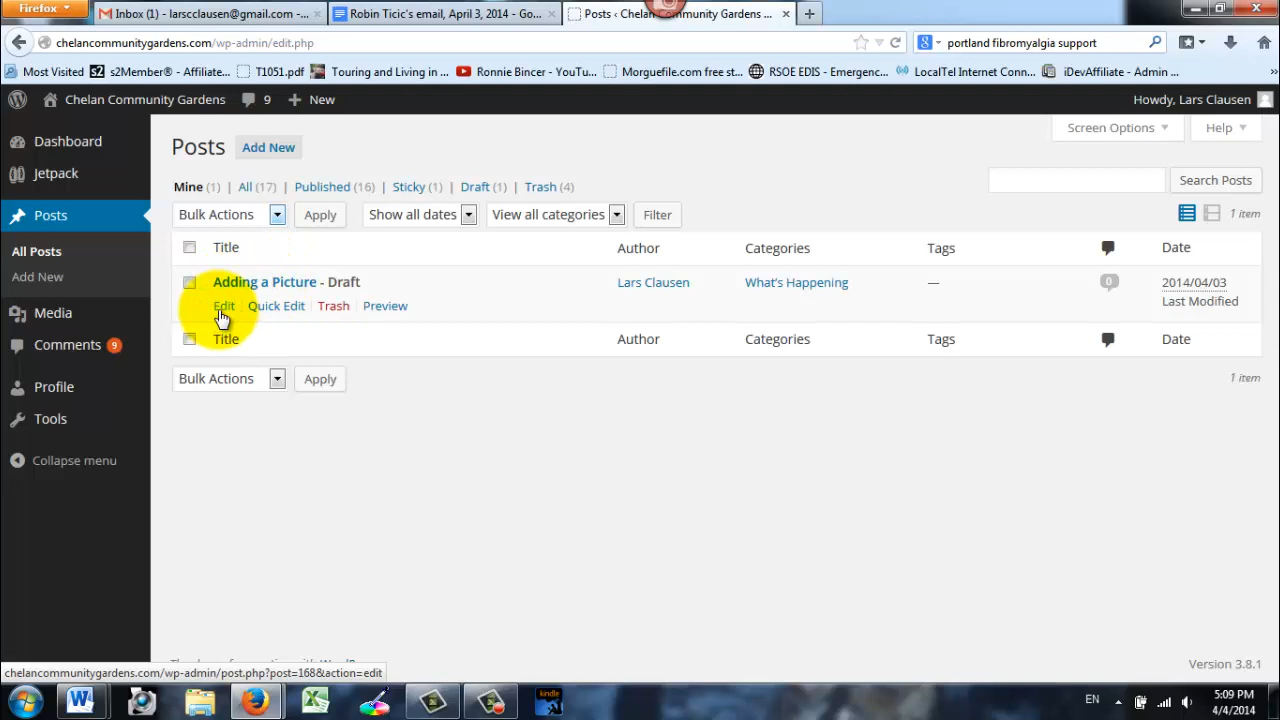 Firefox
Inbox (1) - larscclausen@gmail.com -...
Robin Ticic's email, April 3, 2014 - Go...
Posts ‹ Chelan Community Gardens ...
chelancommunitygardens.com/wp-admin/edit.php
portland fibromyalgia support
Most Visited
s2Member® - Affiliate...
T1051.pdf
Touring and Living in ...
Ronnie Bincer - YouTu...
Morguefile.com free st...
RSOE EDIS - Emergenc...
LocalTel Internet Conn...
iDevAffiliate - Admin ...
Chelan Community Gardens
9
New
Howdy, Lars Clausen
Dashboard
Jetpack
Posts
All Posts
Add New
Media
Comments 9
Profile
Tools
Collapse menu
Screen Options
Help
Posts Add New
Mine (1) | All (17) | Published (16) | Sticky (1) | Draft (1) | Trash (4)
Search Posts
Bulk Actions Apply Show all dates View all categories Filter
1 item
Title Author Categories Tags Date
Adding a Picture - Draft Lars Clausen What's Happening — 0 2014/04/03
Edit | Quick Edit | Trash | Preview Last Modified
Title Author Categories Tags Date
Bulk Actions Apply 1 item
Version 3.8.1
chelancommunitygardens.com/wp-admin/post.php?post=168&action=edit
kindle
EN
5:09 PM
4/4/2014